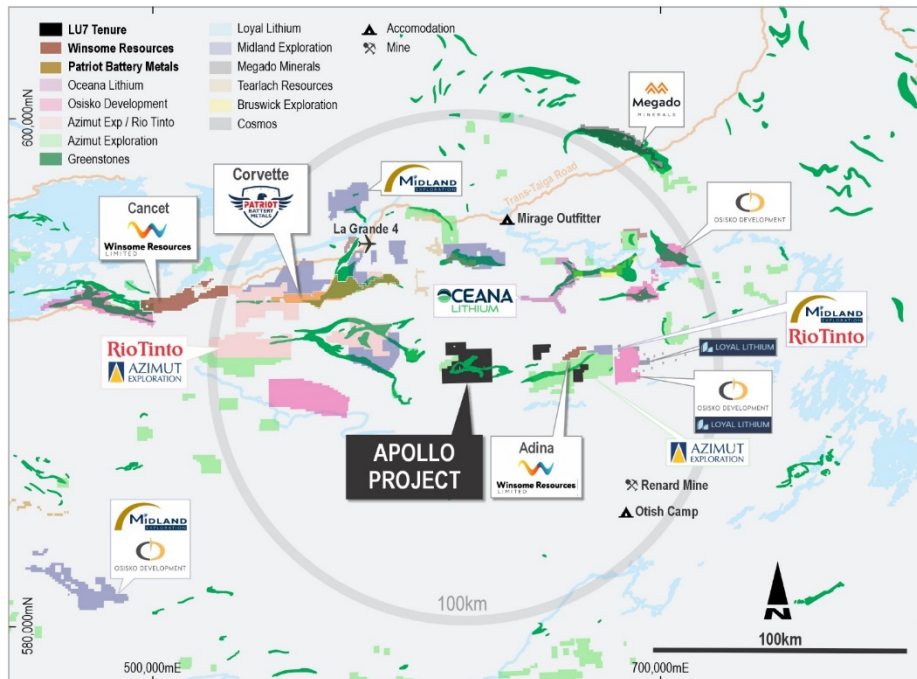 LU7 Tenure
Winsome Resources
Patriot Battery Metals
Oceana Lithium
Osisko Development
Azimut Exp / Rio Tinto
Azimut Exploration
Greenstones
Loyal Lithium
Midland Exploration
Megado Minerals
Tearlach Resources
Bruswick Exploration
Cosmos
Accomodation
Mine
600,000mN
580,000mN
500,000mE
700,000mE
Megado
MINERALS
Trans-Taiga Road
Corvette
PATRIOT
BATTERY
METALS
MIDLAND
EXPLORATION
Cancet
Winsome Resources
LIMITED
La Grande 4
Mirage Outfitter
OSISKO DEVELOPMENT
OCEANA
LITHIUM
MIDLAND
EXPLORATION
RioTinto
RioTinto
AZIMUT
EXPLORATION
LOYAL LITHIUM
OSISKO DEVELOPMENT
LOYAL LITHIUM
APOLLO
PROJECT
Adina
Winsome Resources
LIMITED
AZIMUT
EXPLORATION
Renard Mine
Otish Camp
MIDLAND
EXPLORATION
OSISKO DEVELOPMENT
100km
N
100km